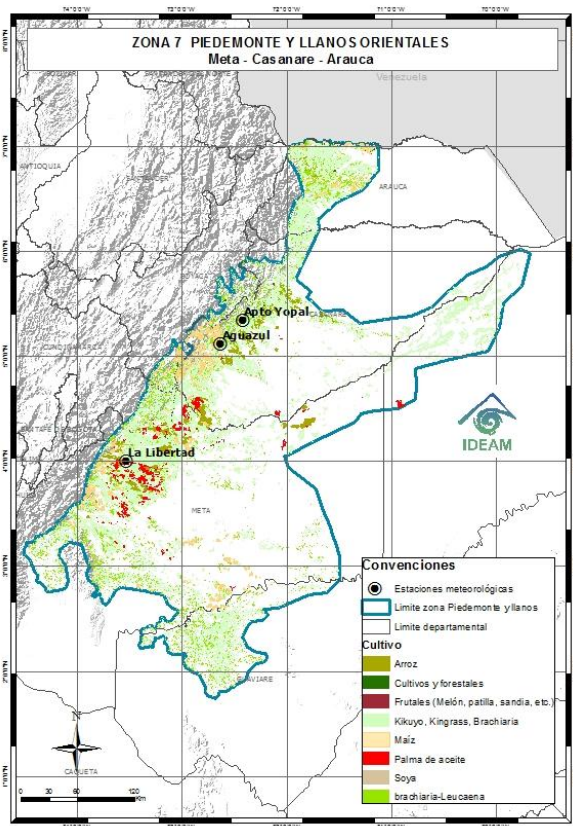 ZONA 7 PIEDEMONTE Y LLANOS ORIENTALES
Meta - Casanare - Arauca
Venezuela
ANTIOQUIA
ARAUCA
Apto Yopal
Aguazul
La Libertad
IDEAM
META
CAQUETA
N
0 30 60 120
Km
Convenciones
Estaciones meteorológicas
Limite zona Piedemonte y llanos
Limite departamental
Cultivo
Arroz
Cultivos y forestales
Frutales (Melón, patilla, sandia, etc.)
Kikuyo, Kingrass, Brachiaria
Maíz
Palma de aceite
Soya
brachiaria-Leucaena